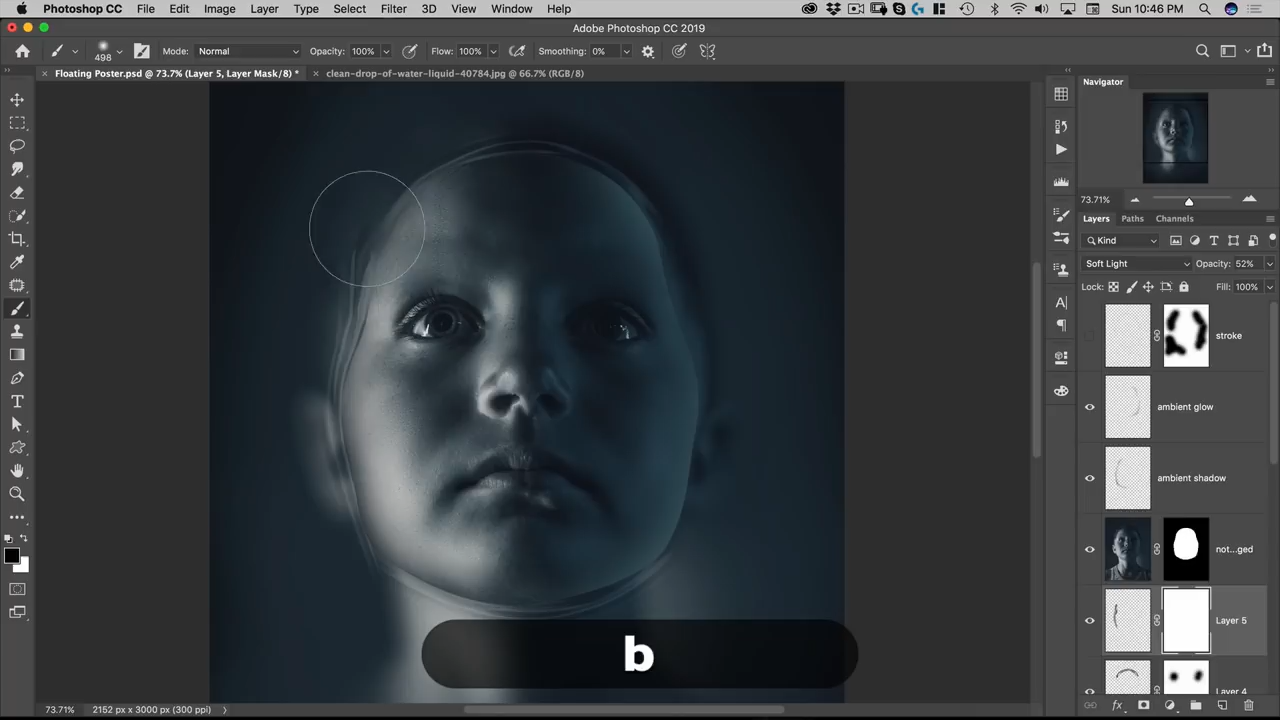 Photoshop CC File Edit Image Layer Type Select Filter 3D View Window Help Sun 10:46 PM
Adobe Photoshop CC 2019
498 Mode: Normal Opacity: 100% Flow: 100% Smoothing: 0%
Floating Poster.psd @ 73.7% (Layer 5, Layer Mask/8) * clean-drop-of-water-liquid-40784.jpg @ 66.7% (RGB/8)
Navigator
73.71%
Layers Paths Channels
Kind
Soft Light Opacity: 52%
Lock: Fill: 100%
stroke
ambient glow
ambient shadow
not...ged
Layer 5
Layer 4
b
73.71% 2152 px x 3000 px (300 ppi)